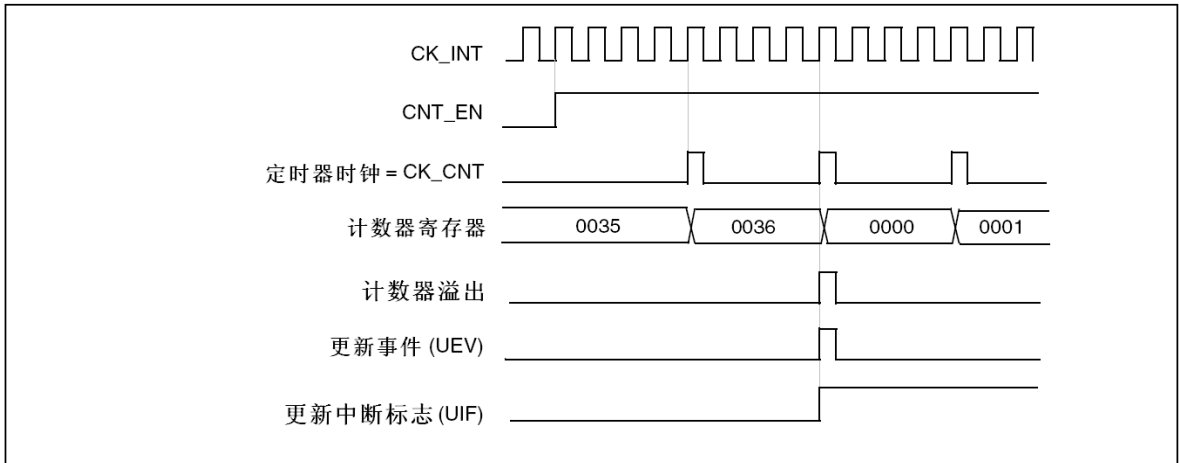 CK_INT
CNT_EN
定时器时钟 = CK_CNT
计数器寄存器 0035 0036 0000 0001
计数器溢出
更新事件 (UEV)
更新中断标志 (UIF)